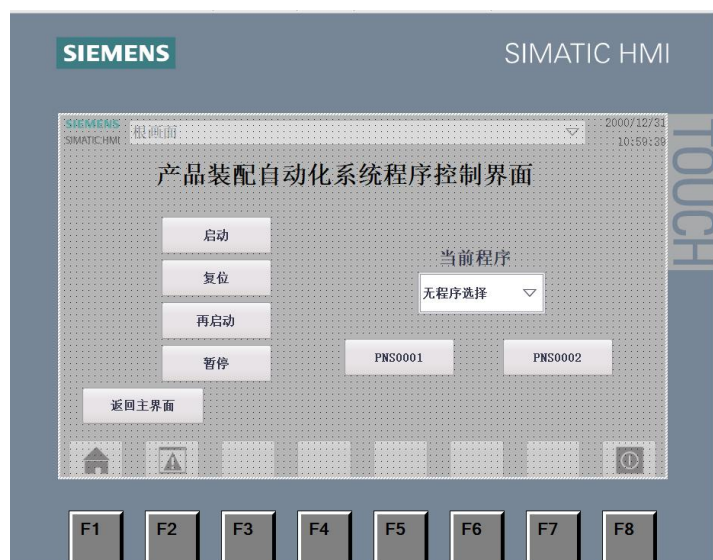 SIEMENS
SIMATIC HMI
SIEMENS
SIMATIC HMI
根画面
2000/12/31
10:59:39
TOUCH
产品装配自动化系统程序控制界面
启动
复位
再启动
暂停
返回主界面
当前程序
无程序选择
PNS0001
PNS0002
F1
F2
F3
F4
F5
F6
F7
F8